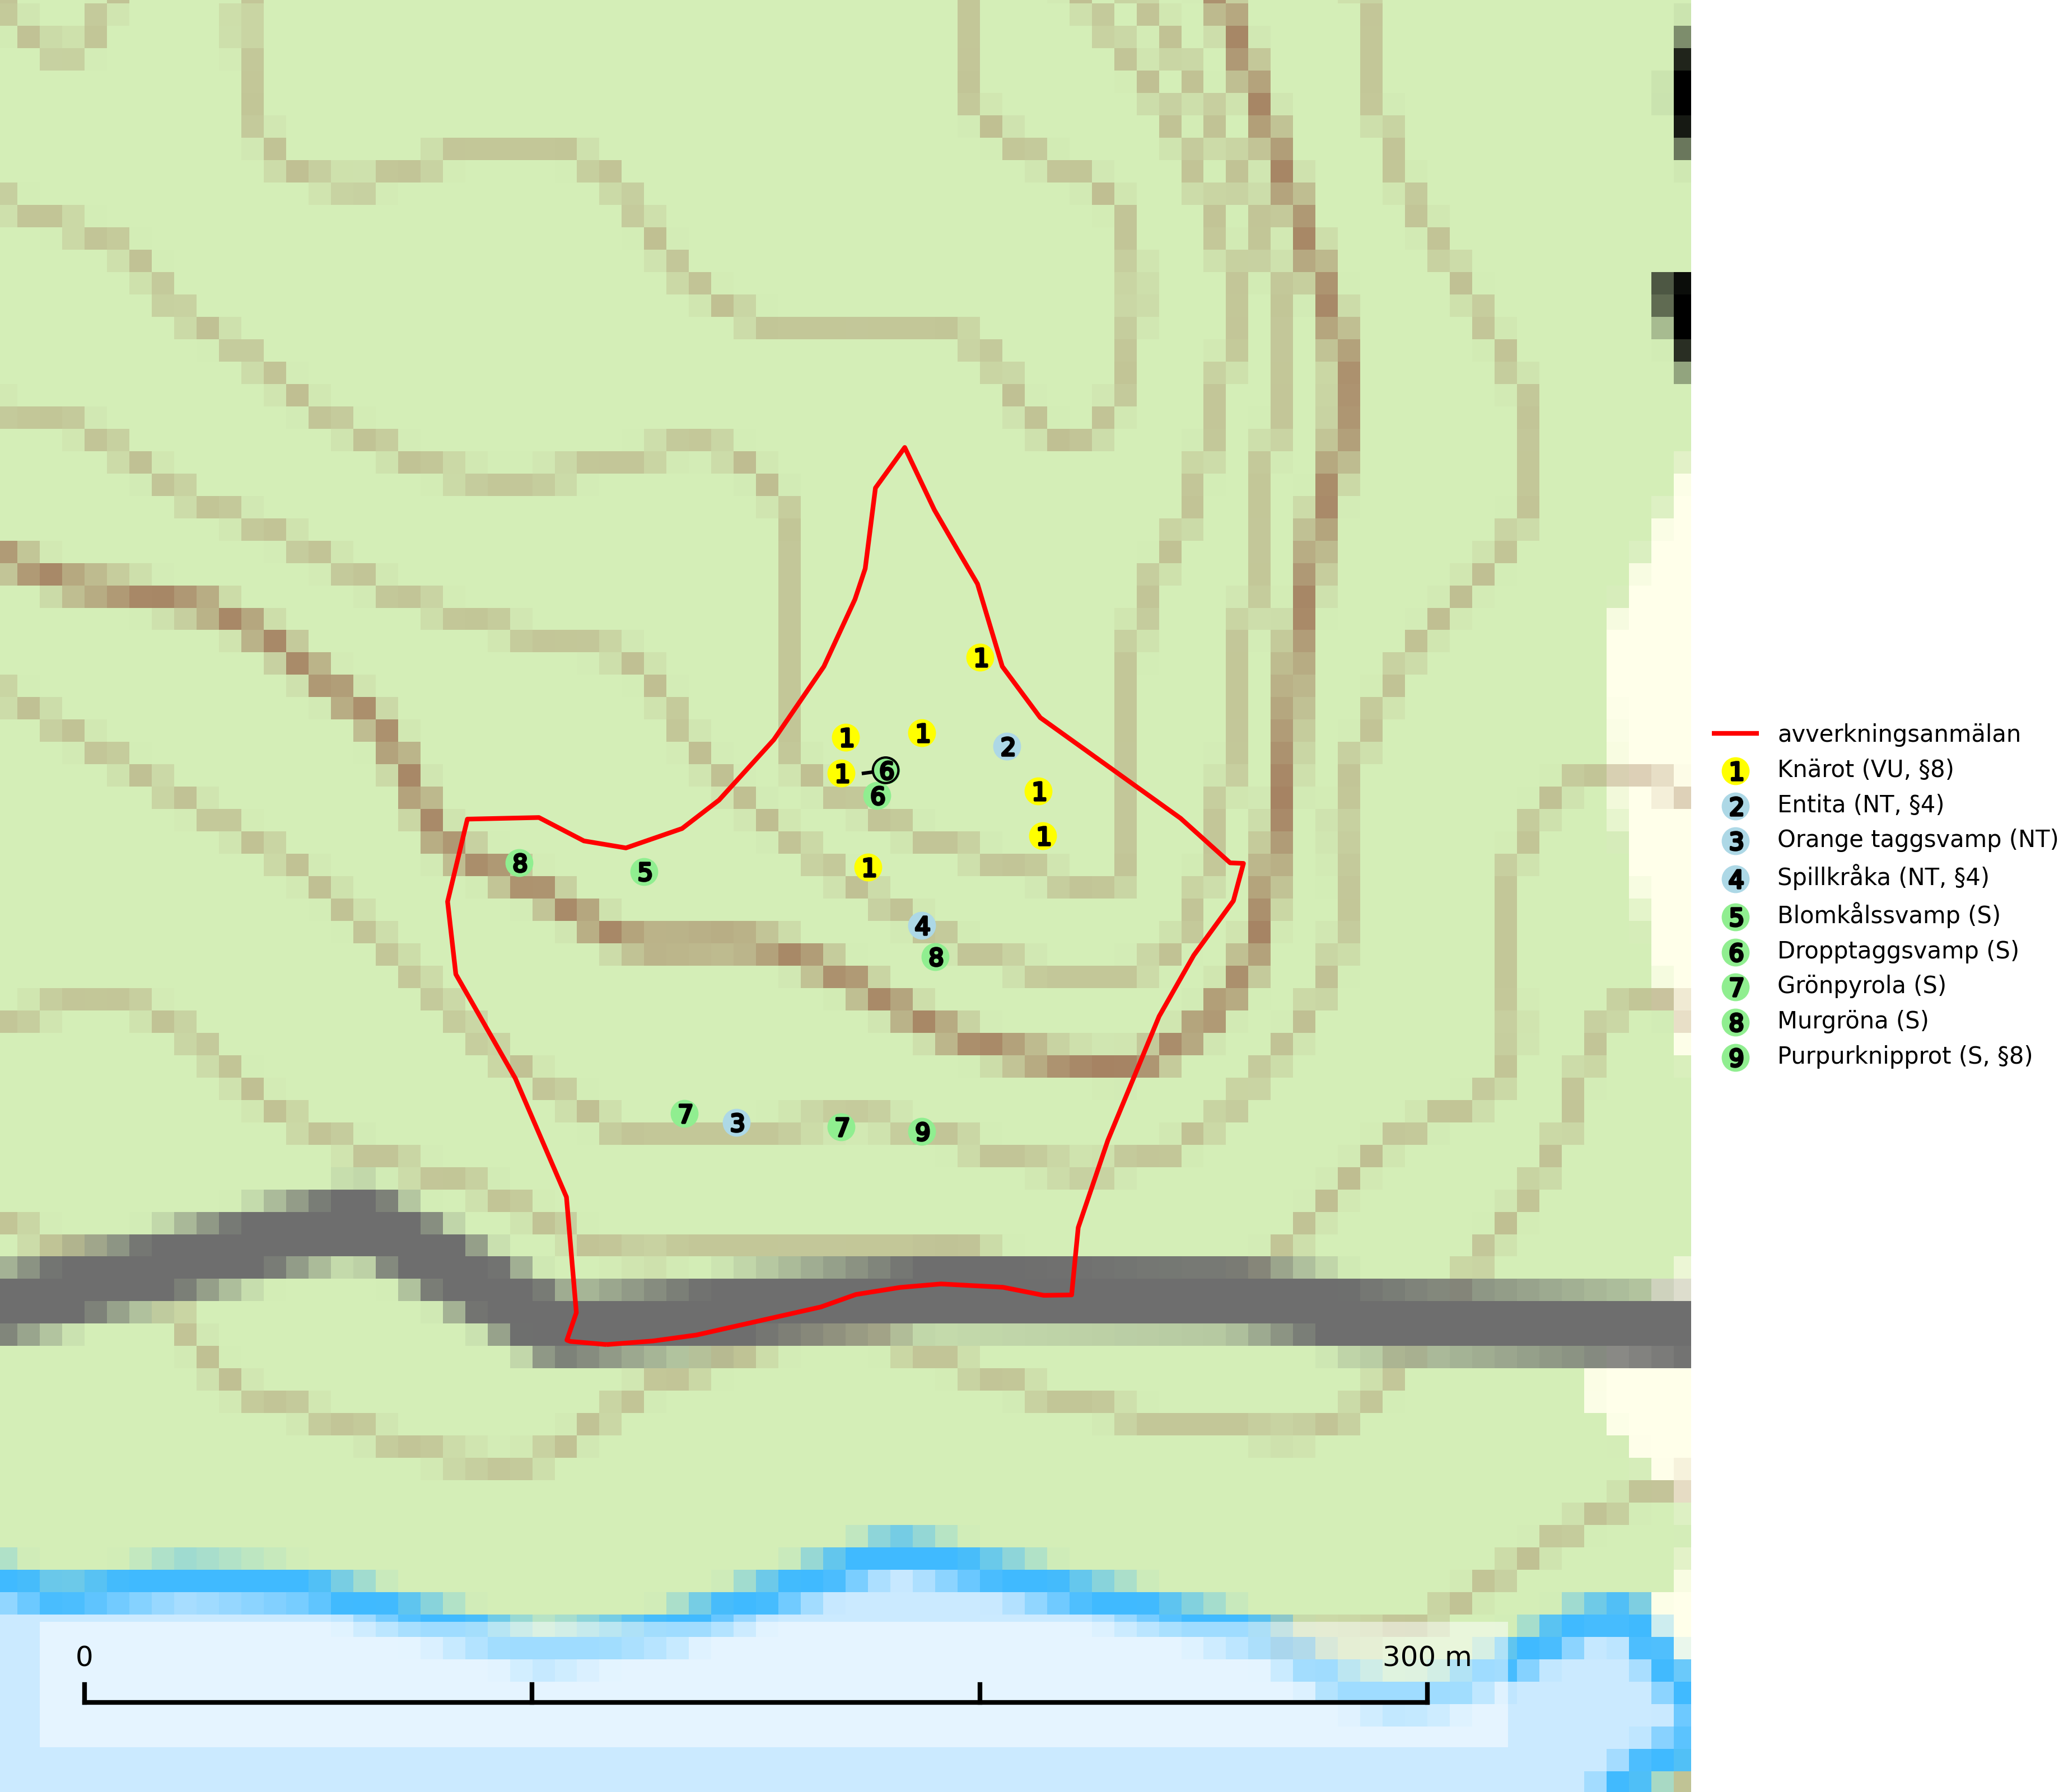 1
1
1
2
1
6
6
1
1
8
5
1
4
8
7
3
7
9
avverkningsanmälan
1 Knärot (VU, §8)
2 Entita (NT, §4)
3 Orange taggsvamp (NT)
4 Spillkråka (NT, §4)
5 Blomkålssvamp (S)
6 Dropptaggsvamp (S)
7 Grönpyrola (S)
8 Murgröna (S)
9 Purpurknipprot (S, §8)
0 300 m